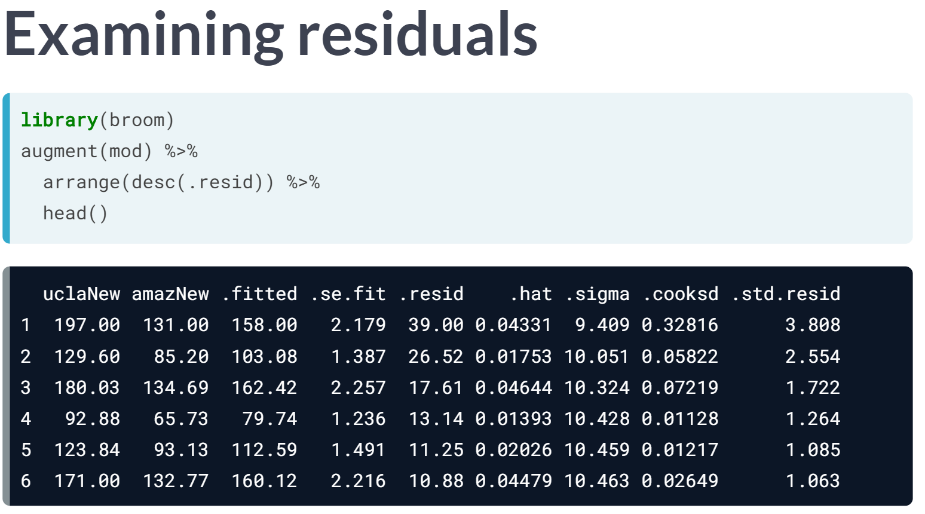 Examining residuals
library(broom)
augment(mod) %>%
  arrange(desc(.resid)) %>%
  head()
  uclaNew amazNew .fitted .se.fit .resid    .hat .sigma .cooksd .std.resid
1  197.00  131.00  158.00   2.179  39.00 0.04331  9.409 0.32816      3.808
2  129.60   85.20  103.08   1.387  26.52 0.01753 10.051 0.05822      2.554
3  180.03  134.69  162.42   2.257  17.61 0.04644 10.324 0.07219      1.722
4   92.88   65.73   79.74   1.236  13.14 0.01393 10.428 0.01128      1.264
5  123.84   93.13  112.59   1.491  11.25 0.02026 10.459 0.01217      1.085
6  171.00  132.77  160.12   2.216  10.88 0.04479 10.463 0.02649      1.063